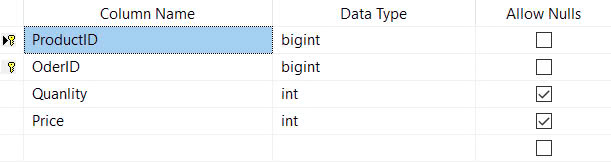 Column Name Data Type Allow Nulls
ProductID bigint
OderID bigint
Quanlity int
Price int